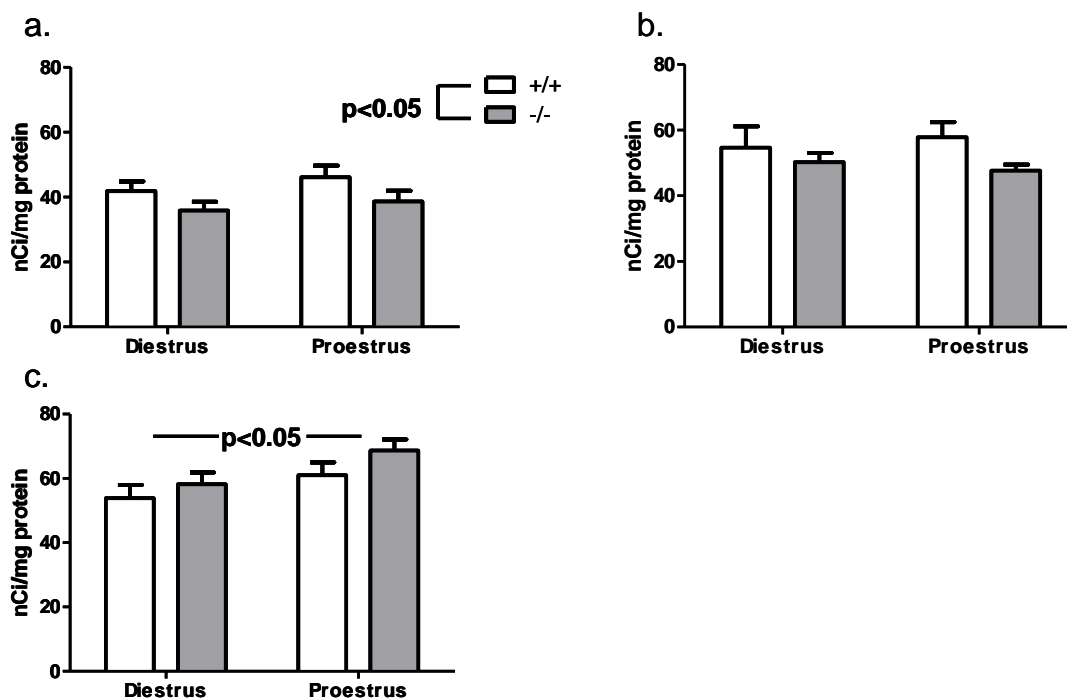 a.
80
60
40
20
0
nCi/mg protein
p<0.05
+/+
-/-
Diestrus Proestrus
b.
80
60
40
20
0
nCi/mg protein
Diestrus Proestrus
c.
80
60
40
20
0
nCi/mg protein
p<0.05
Diestrus Proestrus